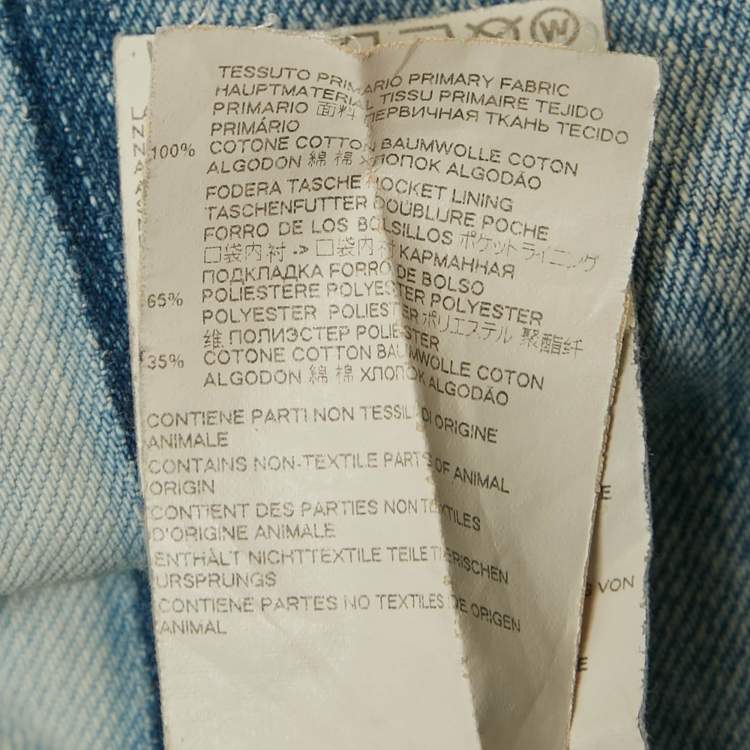 TESSUTO PRIMARIO PRIMARY FABRIC
HAUPTMATERIAL TISSU PRIMAIRE TEJIDO
PRIMARIO 面料 ПЕРВИЧНАЯ ТКАНЬ TECIDO
PRIMÁRIO
100% COTONE COTTON BAUMWOLLE COTON
ALGODON 綿 棉 ХЛОПОК ALGODÃO
FODERA TASCHE POCKET LINING
TASCHENFUTTER DOUBLURE POCHE
FORRO DE LOS BOLSILLOS ポケットライニング
口袋内衬 -> 口袋内衬 КАРМАННАЯ
ПОДКЛАДКА FORRO DE BOLSO
65% POLIESTERE POLYESTER POLYESTER
POLYESTER POLIESTER ポリエステル 聚酯纤
维 ПОЛИЭСТЕР POLIESTER
35% COTONE COTTON BAUMWOLLE COTON
ALGODON 綿 棉 ХЛОПОК ALGODÃO
CONTIENE PARTI NON TESSILI DI ORIGINE
ANIMALE
CONTAINS NON-TEXTILE PARTS OF ANIMAL
ORIGIN
CONTIENT DES PARTIES NON TEXTILES
D'ORIGINE ANIMALE
ENTHÄLT NICHTTEXTILE TEILE TIERISCHEN
URSPRUNGS
CONTIENE PARTES NO TEXTILES DE ORIGEN
ANIMAL
E
S VON
E